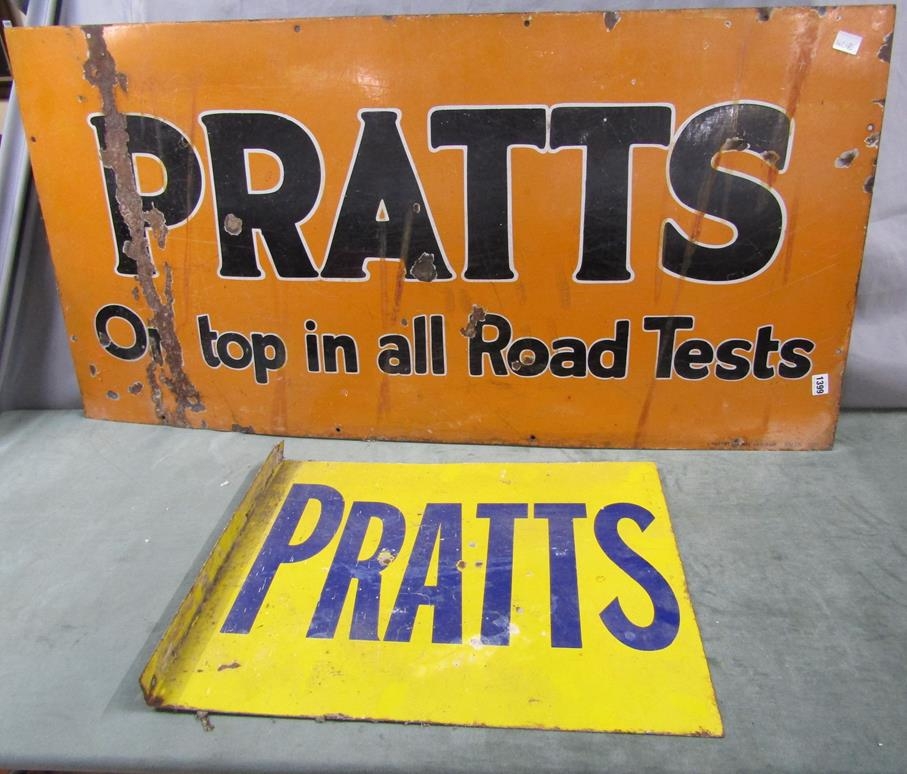 PRATTS
On top in all Road Tests
1399
PRATTS